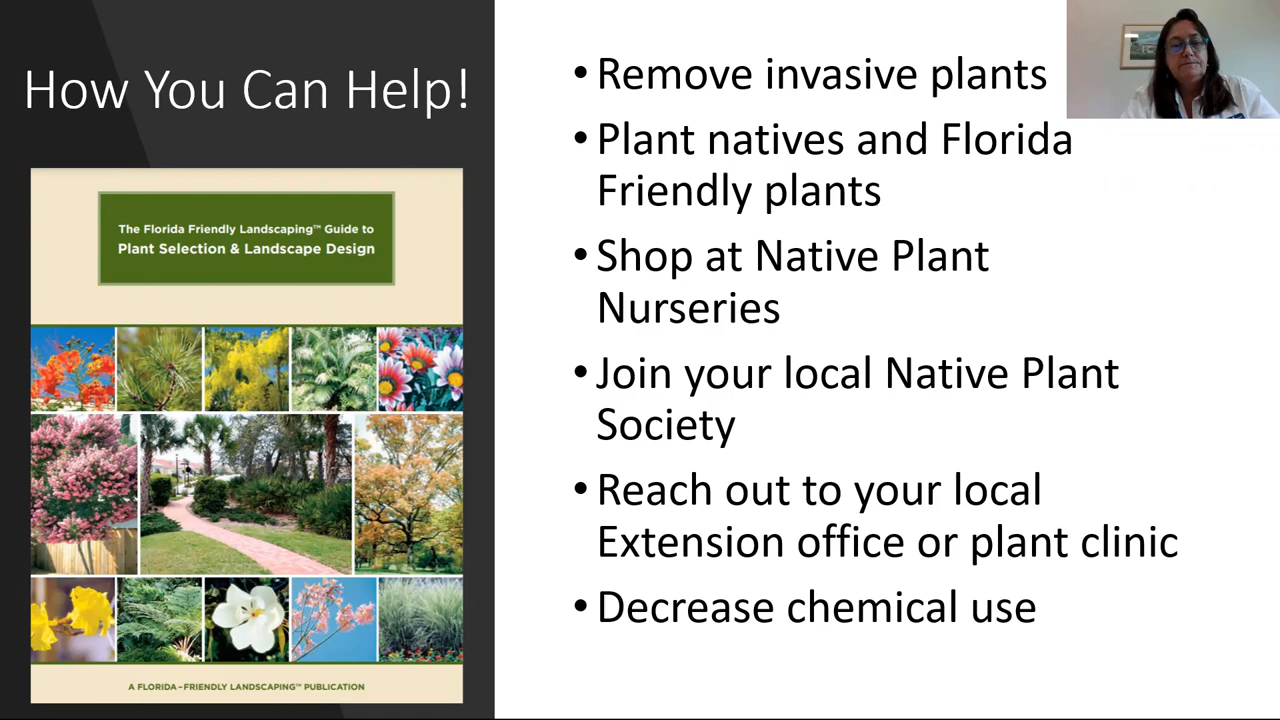 How You Can Help!
The Florida Friendly Landscaping™ Guide to
Plant Selection & Landscape Design
A FLORIDA-FRIENDLY LANDSCAPING™ PUBLICATION
• Remove invasive plants
• Plant natives and Florida
Friendly plants
• Shop at Native Plant
Nurseries
• Join your local Native Plant
Society
• Reach out to your local
Extension office or plant clinic
• Decrease chemical use